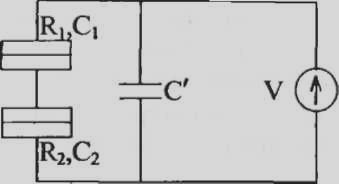 R₁,C₁
C′
V
R₂,C₂